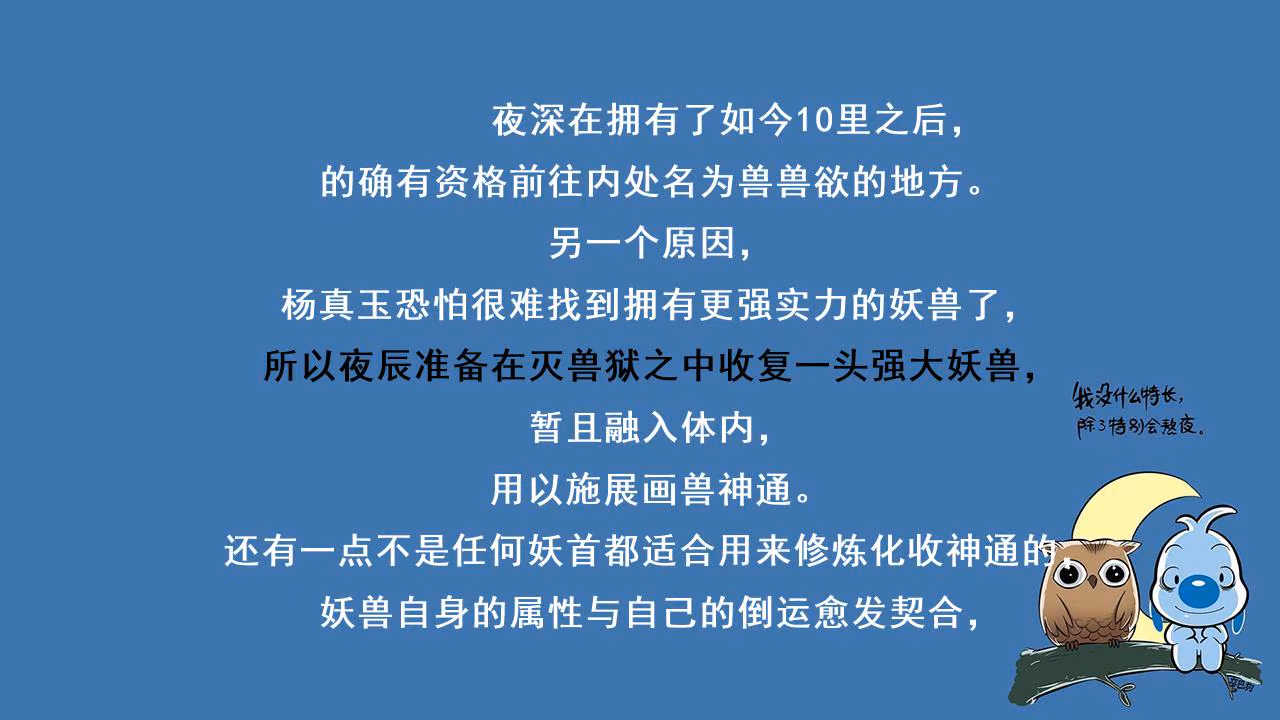 夜深在拥有了如今10里之后，
的确有资格前往内处名为兽兽欲的地方。
另一个原因，
杨真玉恐怕很难找到拥有更强实力的妖兽了，
所以夜辰准备在灭兽狱之中收复一头强大妖兽，
暂且融入体内，
用以施展画兽神通。
还有一点不是任何妖首都适合用来修炼化收神通的，
妖兽自身的属性与自己的倒运愈发契合，
我没什么特长，
除了特别会熬夜。